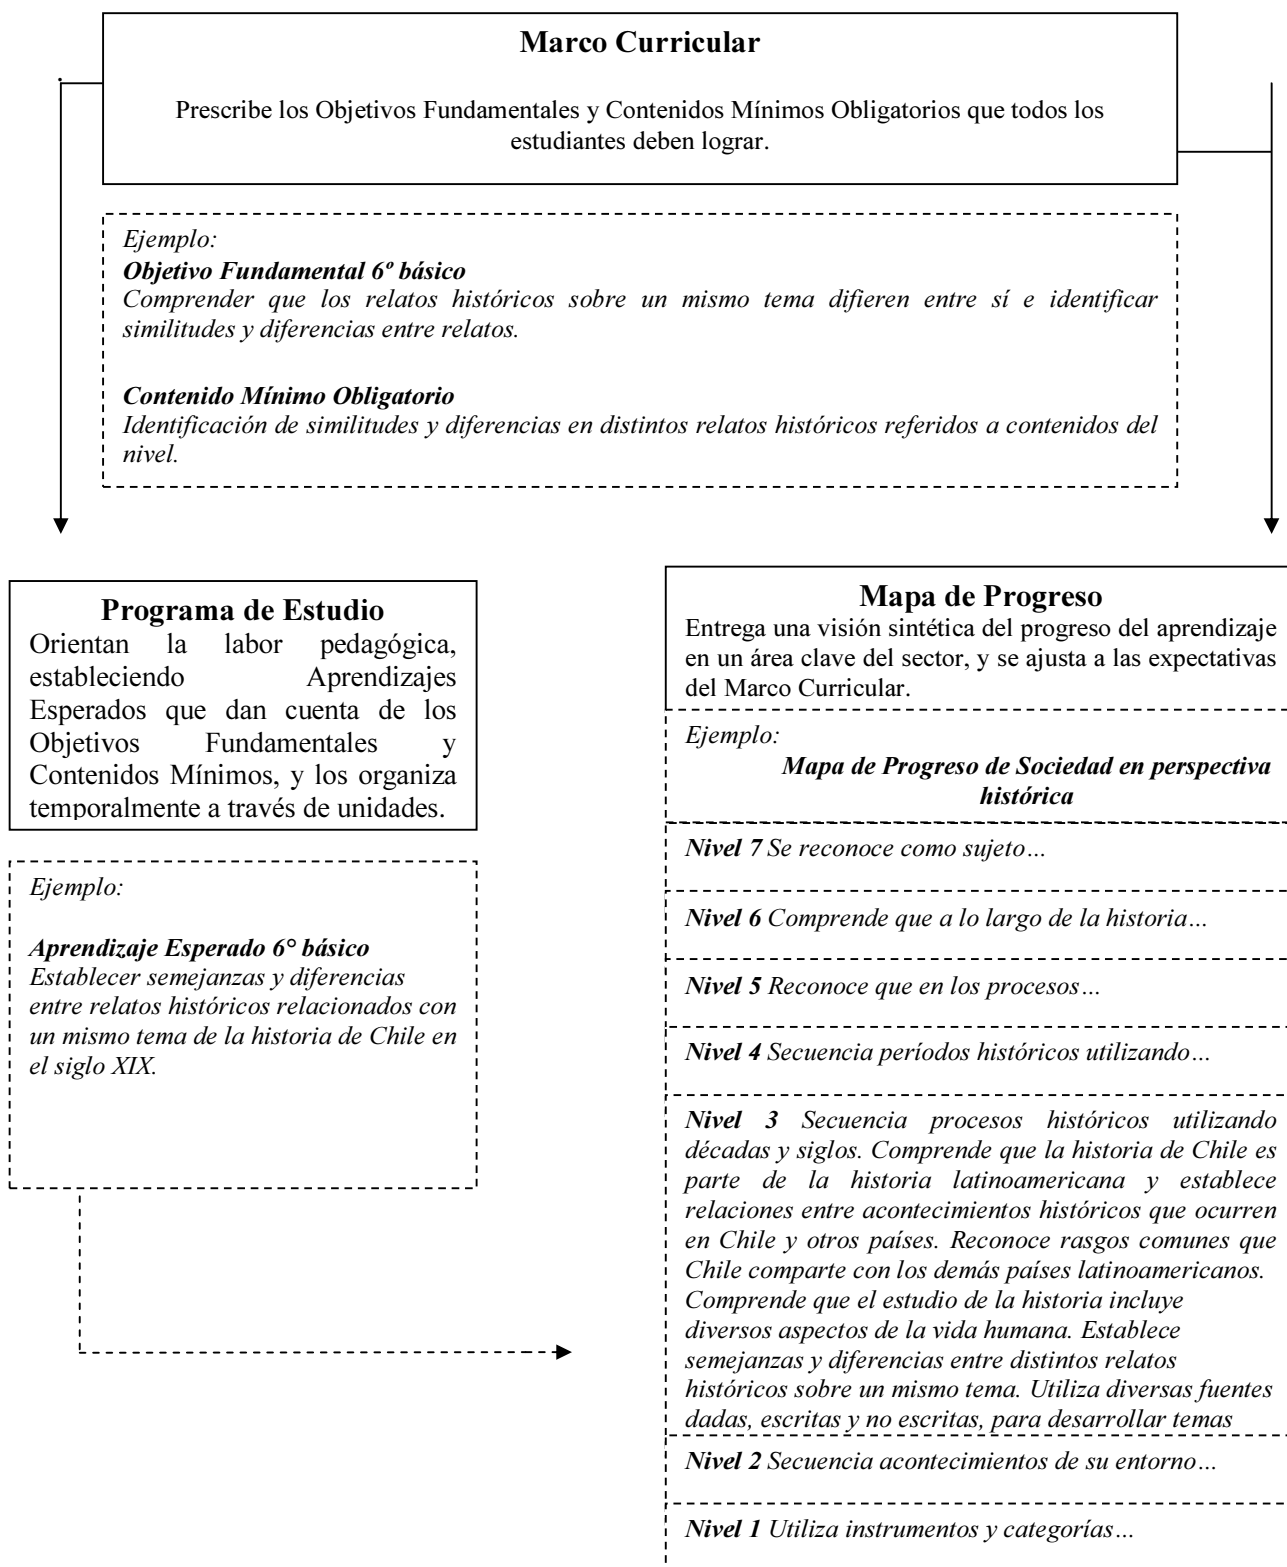 Marco Curricular
Prescribe los Objetivos Fundamentales y Contenidos Mínimos Obligatorios que todos los
estudiantes deben lograr.
Ejemplo:
Objetivo Fundamental 6º básico
Comprender que los relatos históricos sobre un mismo tema difieren entre sí e identificar
similitudes y diferencias entre relatos.
Contenido Mínimo Obligatorio
Identificación de similitudes y diferencias en distintos relatos históricos referidos a contenidos del
nivel.
Programa de Estudio
Orientan la labor pedagógica,
estableciendo Aprendizajes
Esperados que dan cuenta de los
Objetivos Fundamentales y
Contenidos Mínimos, y los organiza
temporalmente a través de unidades.
Ejemplo:
Aprendizaje Esperado 6° básico
Establecer semejanzas y diferencias
entre relatos históricos relacionados con
un mismo tema de la historia de Chile en
el siglo XIX.
Mapa de Progreso
Entrega una visión sintética del progreso del aprendizaje
en un área clave del sector, y se ajusta a las expectativas
del Marco Curricular.
Ejemplo:
Mapa de Progreso de Sociedad en perspectiva
histórica
Nivel 7 Se reconoce como sujeto…
Nivel 6 Comprende que a lo largo de la historia…
Nivel 5 Reconoce que en los procesos…
Nivel 4 Secuencia períodos históricos utilizando…
Nivel 3 Secuencia procesos históricos utilizando
décadas y siglos. Comprende que la historia de Chile es
parte de la historia latinoamericana y establece
relaciones entre acontecimientos históricos que ocurren
en Chile y otros países. Reconoce rasgos comunes que
Chile comparte con los demás países latinoamericanos.
Comprende que el estudio de la historia incluye
diversos aspectos de la vida humana. Establece
semejanzas y diferencias entre distintos relatos
históricos sobre un mismo tema. Utiliza diversas fuentes
dadas, escritas y no escritas, para desarrollar temas
Nivel 2 Secuencia acontecimientos de su entorno…
Nivel 1 Utiliza instrumentos y categorías…